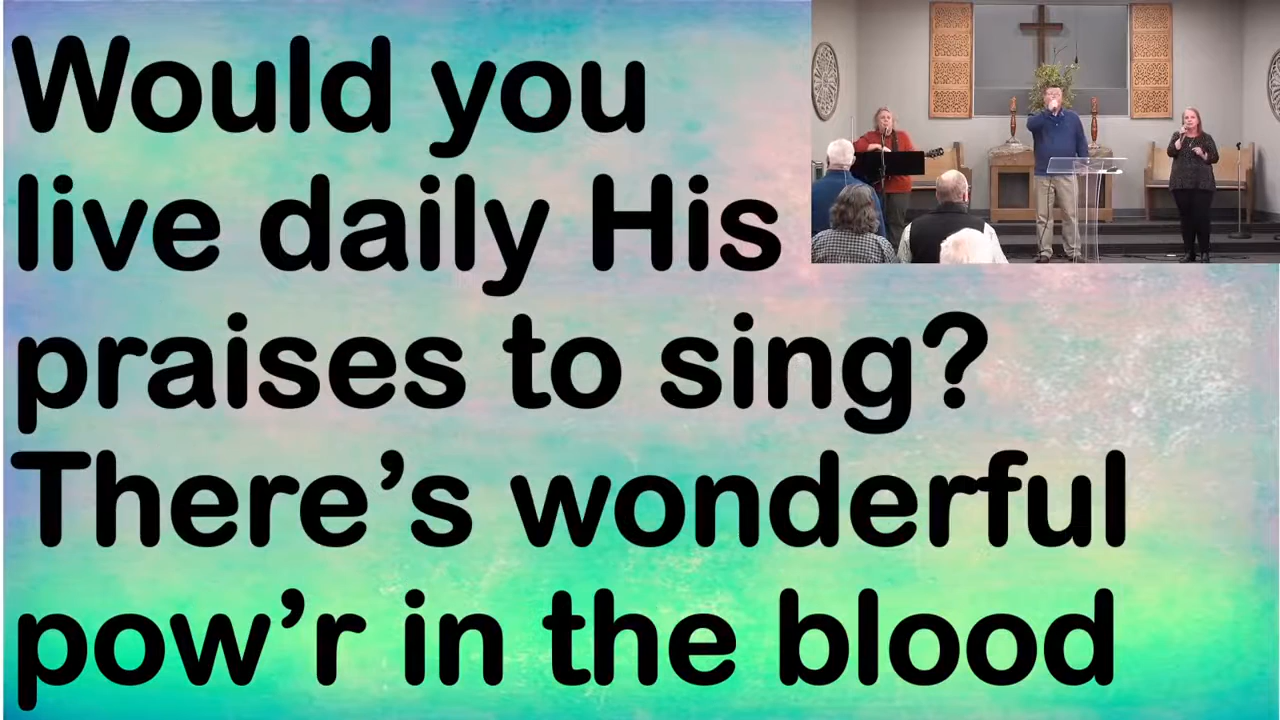 Would you
live daily His
praises to sing?
There’s wonderful
pow’r in the blood